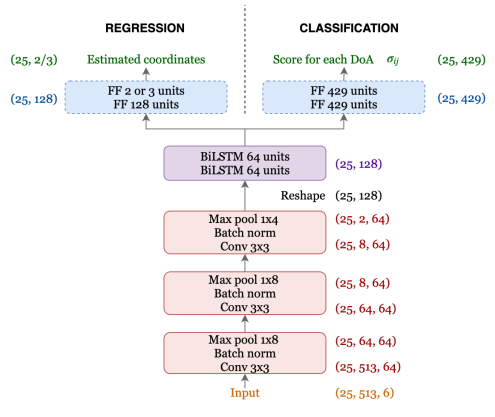 REGRESSION
CLASSIFICATION
(25, 2/3)
Estimated coordinates
Score for each DoA σij
(25, 429)
(25, 128)
FF 2 or 3 units
FF 128 units
FF 429 units
FF 429 units
(25, 429)
BiLSTM 64 units
BiLSTM 64 units
(25, 128)
Reshape
(25, 128)
Max pool 1x4
Batch norm
Conv 3x3
(25, 2, 64)
(25, 8, 64)
Max pool 1x8
Batch norm
Conv 3x3
(25, 8, 64)
(25, 64, 64)
Max pool 1x8
Batch norm
Conv 3x3
(25, 64, 64)
(25, 513, 64)
Input
(25, 513, 6)